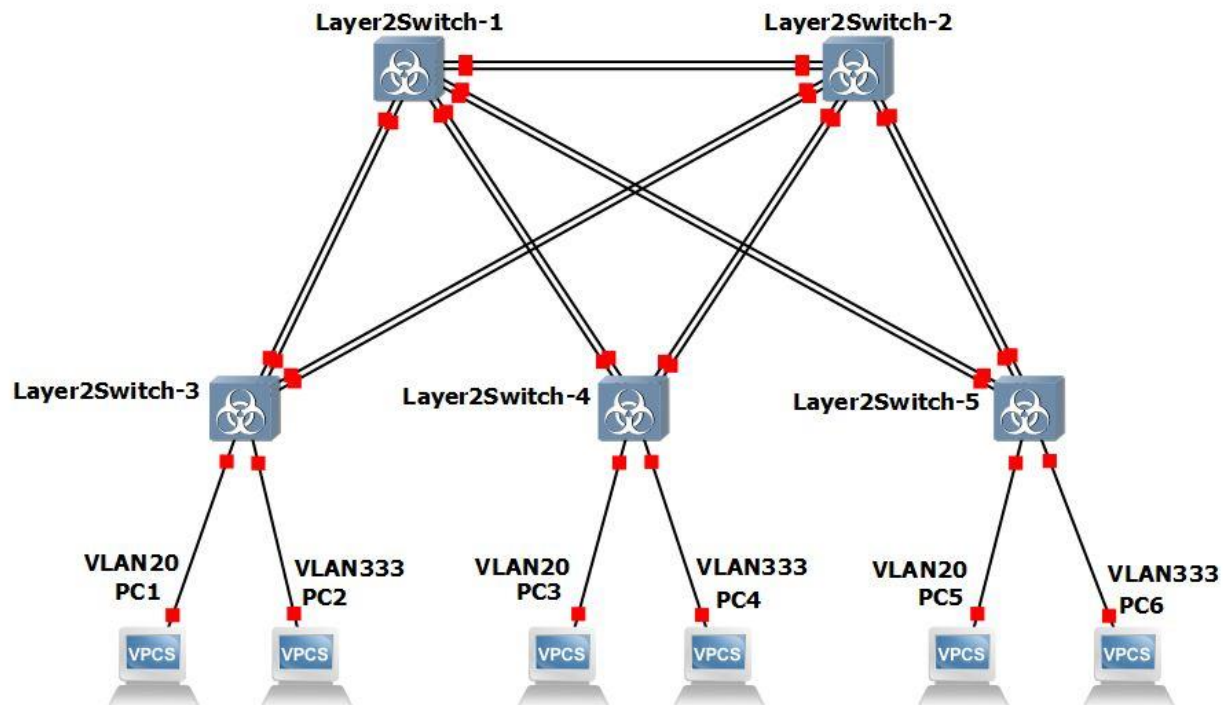 Layer2Switch-1
Layer2Switch-2
Layer2Switch-3
Layer2Switch-4
Layer2Switch-5
VLAN20
PC1
VLAN333
PC2
VLAN20
PC3
VLAN333
PC4
VLAN20
PC5
VLAN333
PC6
VPCS
VPCS
VPCS
VPCS
VPCS
VPCS